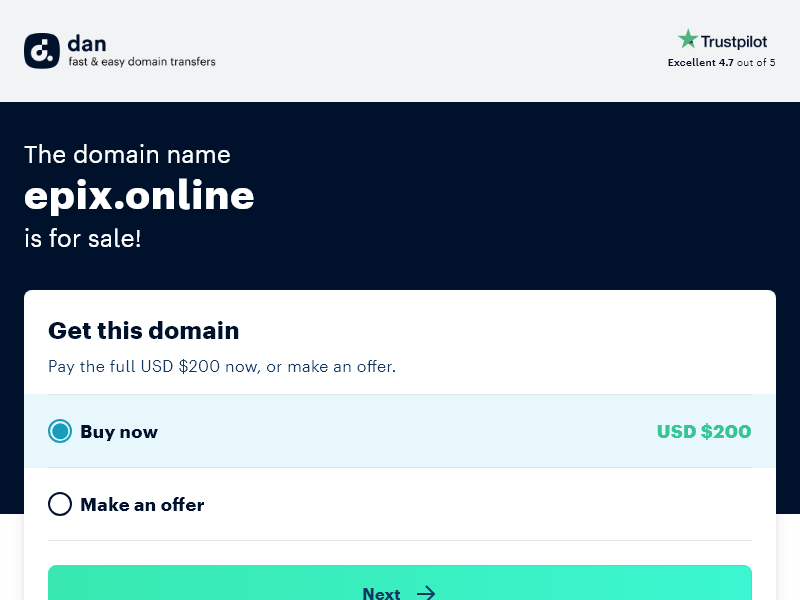 dan
fast & easy domain transfers
Trustpilot
Excellent 4.7 out of 5
The domain name
epix.online
is for sale!
Get this domain
Pay the full USD $200 now, or make an offer.
Buy now
USD $200
Make an offer
Next